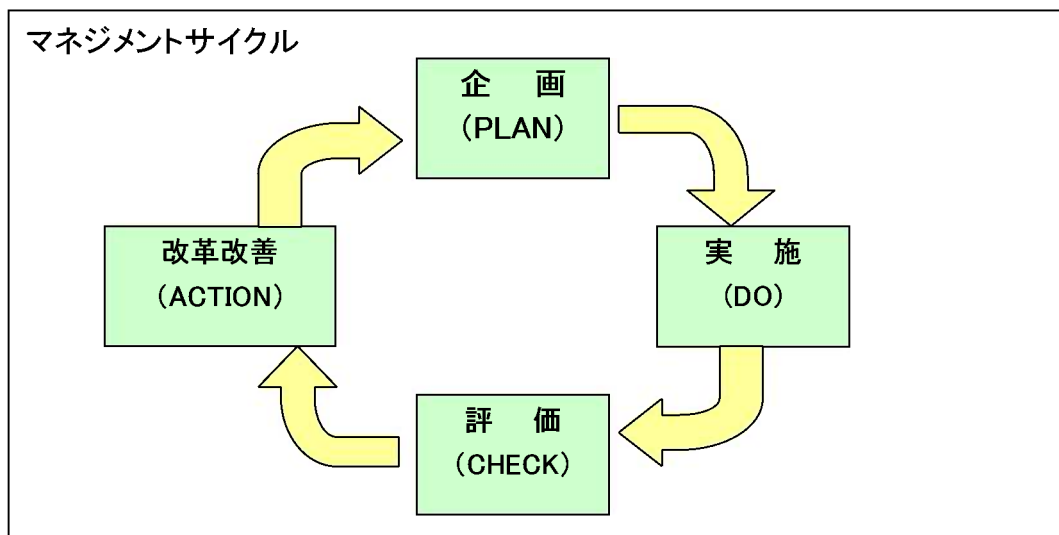 マネジメントサイクル
企　画
（PLAN）
実　施
（DO）
評　価
（CHECK）
改革改善
（ACTION）